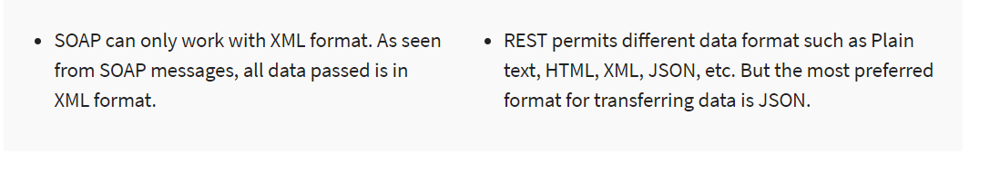 • SOAP can only work with XML format. As seen
from SOAP messages, all data passed is in
XML format.
• REST permits different data format such as Plain
text, HTML, XML, JSON, etc. But the most preferred
format for transferring data is JSON.